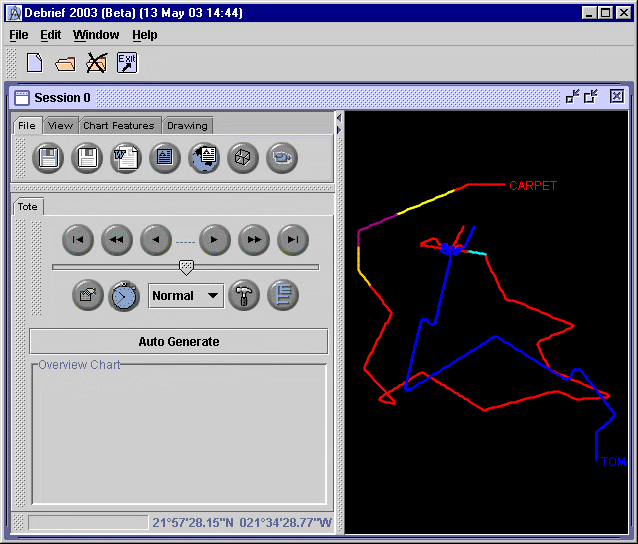 Debrief 2003 (Beta) (13 May 03 14:44)
File Edit Window Help
Exit
Session 0
File View Chart Features Drawing
W
Tote
Normal
Auto Generate
Overview Chart
21°57'28.15"N 021°34'28.77"W
CARPET
TOM